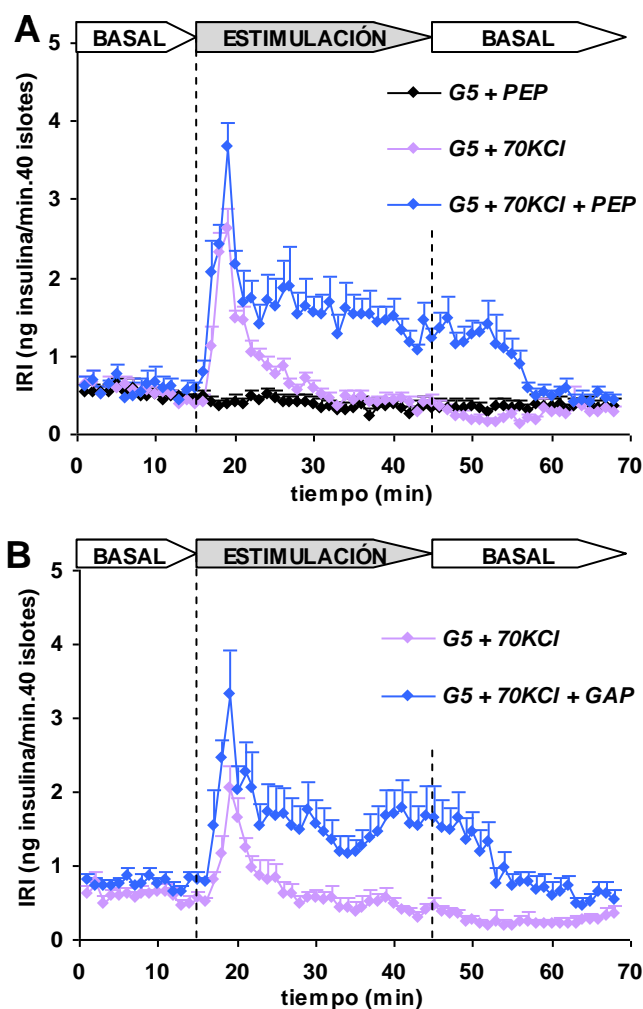 A
BASAL ESTIMULACIÓN BASAL
5
4
3
2
1
0
IRI (ng insulina/min.40 islotes)
G5 + PEP
G5 + 70KCl
G5 + 70KCl + PEP
0 10 20 30 40 50 60 70
tiempo (min)
B
BASAL ESTIMULACIÓN BASAL
5
4
3
2
1
0
IRI (ng insulina/min.40 islotes)
G5 + 70KCl
G5 + 70KCl + GAP
0 10 20 30 40 50 60 70
tiempo (min)